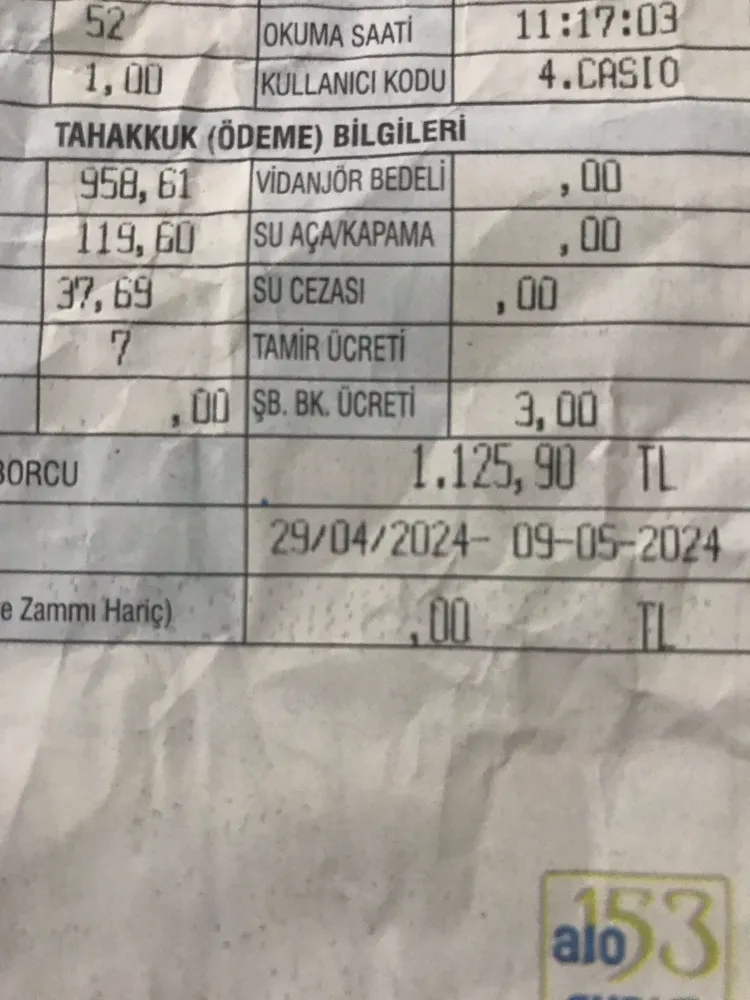 52 OKUMA SAATİ 11:17:03
1,00 KULLANICI KODU 4.CASIO
TAHAKKUK (ÖDEME) BİLGİLERİ
958,61 VİDANJÖR BEDELİ ,00
119,60 SU AÇA/KAPAMA ,00
37,69 SU CEZASI ,00
7 TAMİR ÜCRETİ
,00 ŞB. BK. ÜCRETİ 3,00
BORCU 1.125,90 TL
29/04/2024- 09-05-2024
e Zammı Hariç) ,00 TL
alo 153